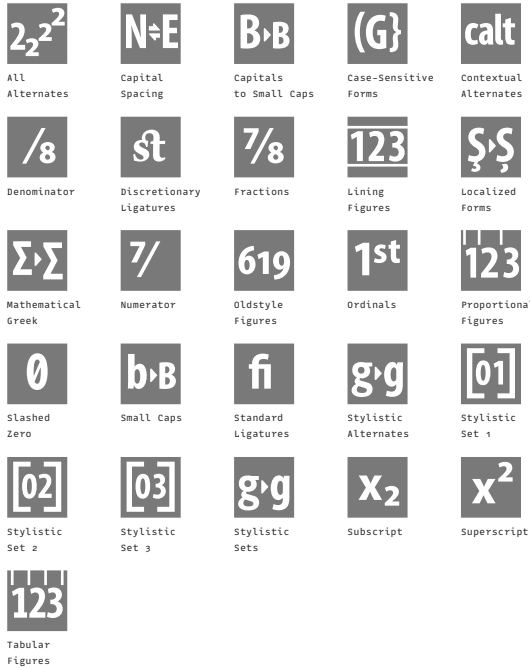 2₂2² N≑E B▸ʙ (G} calt
All Capital Capitals Case-Sensitive Contextual
Alternates Spacing to Small Caps Forms Alternates
/8 st 7/8 123 Ş▸Ș
Denominator Discretionary Fractions Lining Localized
Ligatures Figures Forms
Σ▸Σ 7/ 619 1st 123
Mathematical Numerator Oldstyle Ordinals Proportional
Greek Figures Figures
0 b▸ʙ fi g▸g [01]
Slashed Small Caps Standard Stylistic Stylistic
Zero Ligatures Alternates Set 1
[02] [03] g▸g x₂ x²
Stylistic Stylistic Stylistic Subscript Superscript
Set 2 Set 3 Sets
123
Tabular
Figures